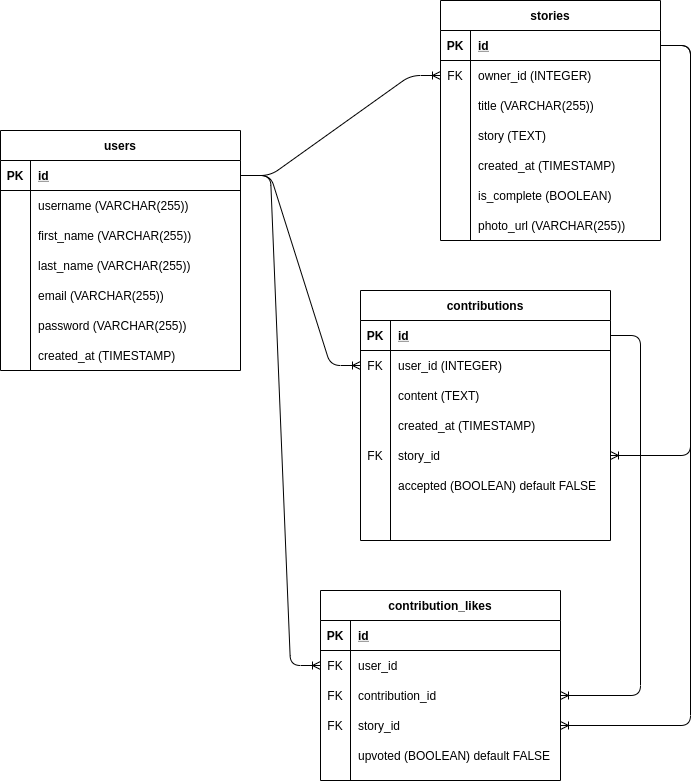 stories
PK id
FK owner_id (INTEGER)
title (VARCHAR(255))
story (TEXT)
created_at (TIMESTAMP)
is_complete (BOOLEAN)
photo_url (VARCHAR(255))
users
PK id
username (VARCHAR(255))
first_name (VARCHAR(255))
last_name (VARCHAR(255))
email (VARCHAR(255))
password (VARCHAR(255))
created_at (TIMESTAMP)
contributions
PK id
FK user_id (INTEGER)
content (TEXT)
created_at (TIMESTAMP)
FK story_id
accepted (BOOLEAN) default FALSE
contribution_likes
PK id
FK user_id
FK contribution_id
FK story_id
upvoted (BOOLEAN) default FALSE